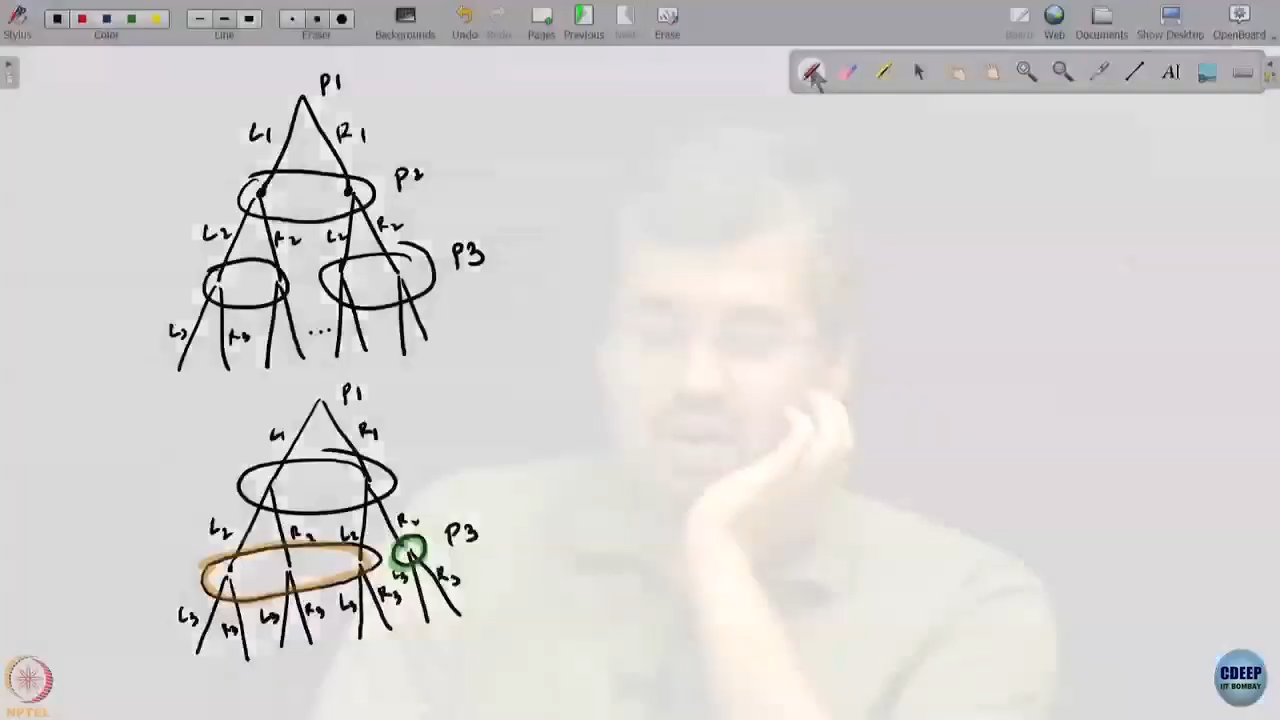 Stylus Color Line Eraser Backgrounds Undo Redo Pages Previous Next Erase Board Web Documents Show Desktop OpenBoard
P1
L1 R1
P2
L2 R2 L2 R2
P3
L3 R3
...
P1
L1 R1
L2 R2 L2 R2
P3
L3 R3 L3 R3 L3 R3 L3 R3
NPTEL
CDEEP
IIT BOMBAY